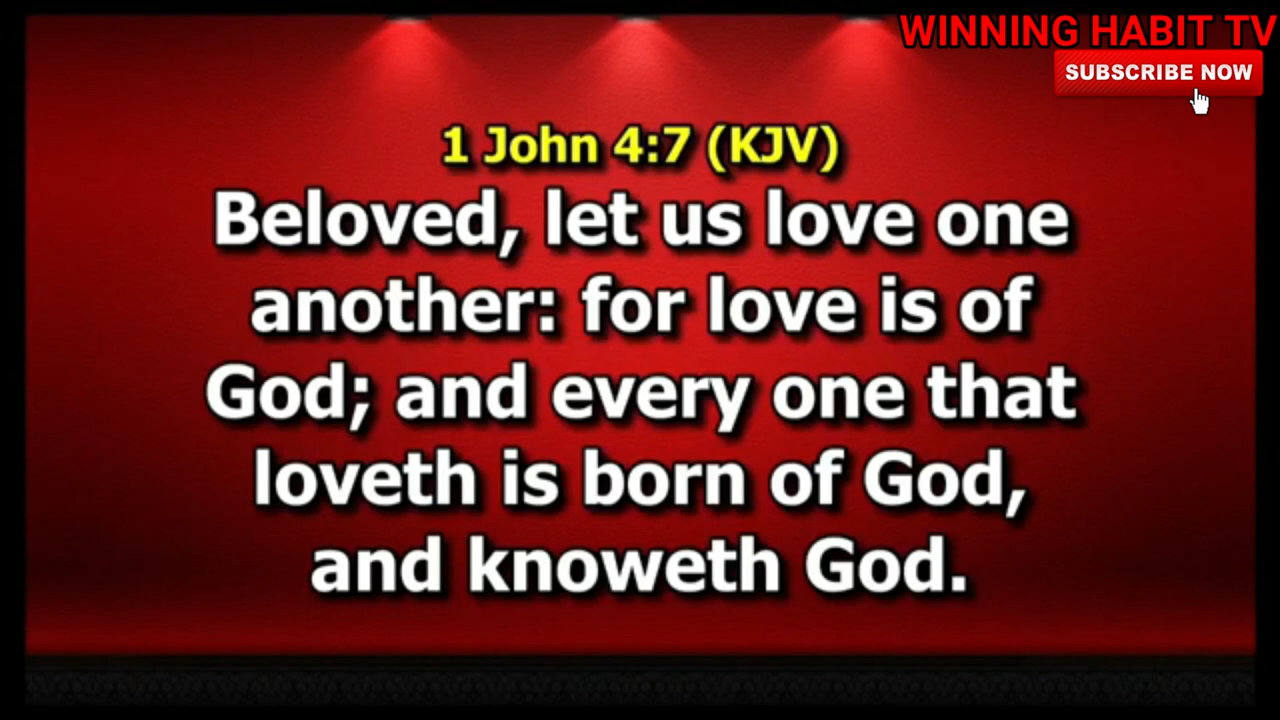 WINNING HABIT TV
SUBSCRIBE NOW
1 John 4:7 (KJV)
Beloved, let us love one
another: for love is of
God; and every one that
loveth is born of God,
and knoweth God.